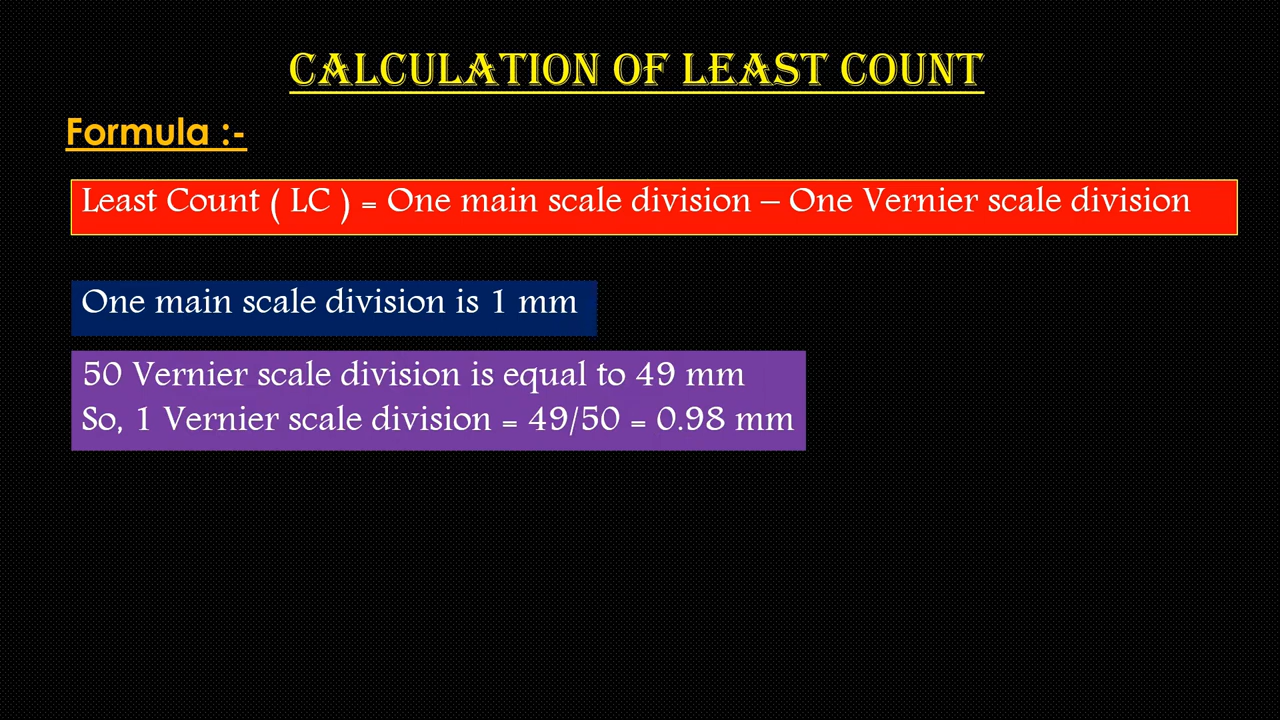 CALCULATION OF LEAST COUNT
Formula :-
Least Count ( LC ) = One main scale division – One Vernier scale division
One main scale division is 1 mm
50 Vernier scale division is equal to 49 mm
So, 1 Vernier scale division = 49/50 = 0.98 mm